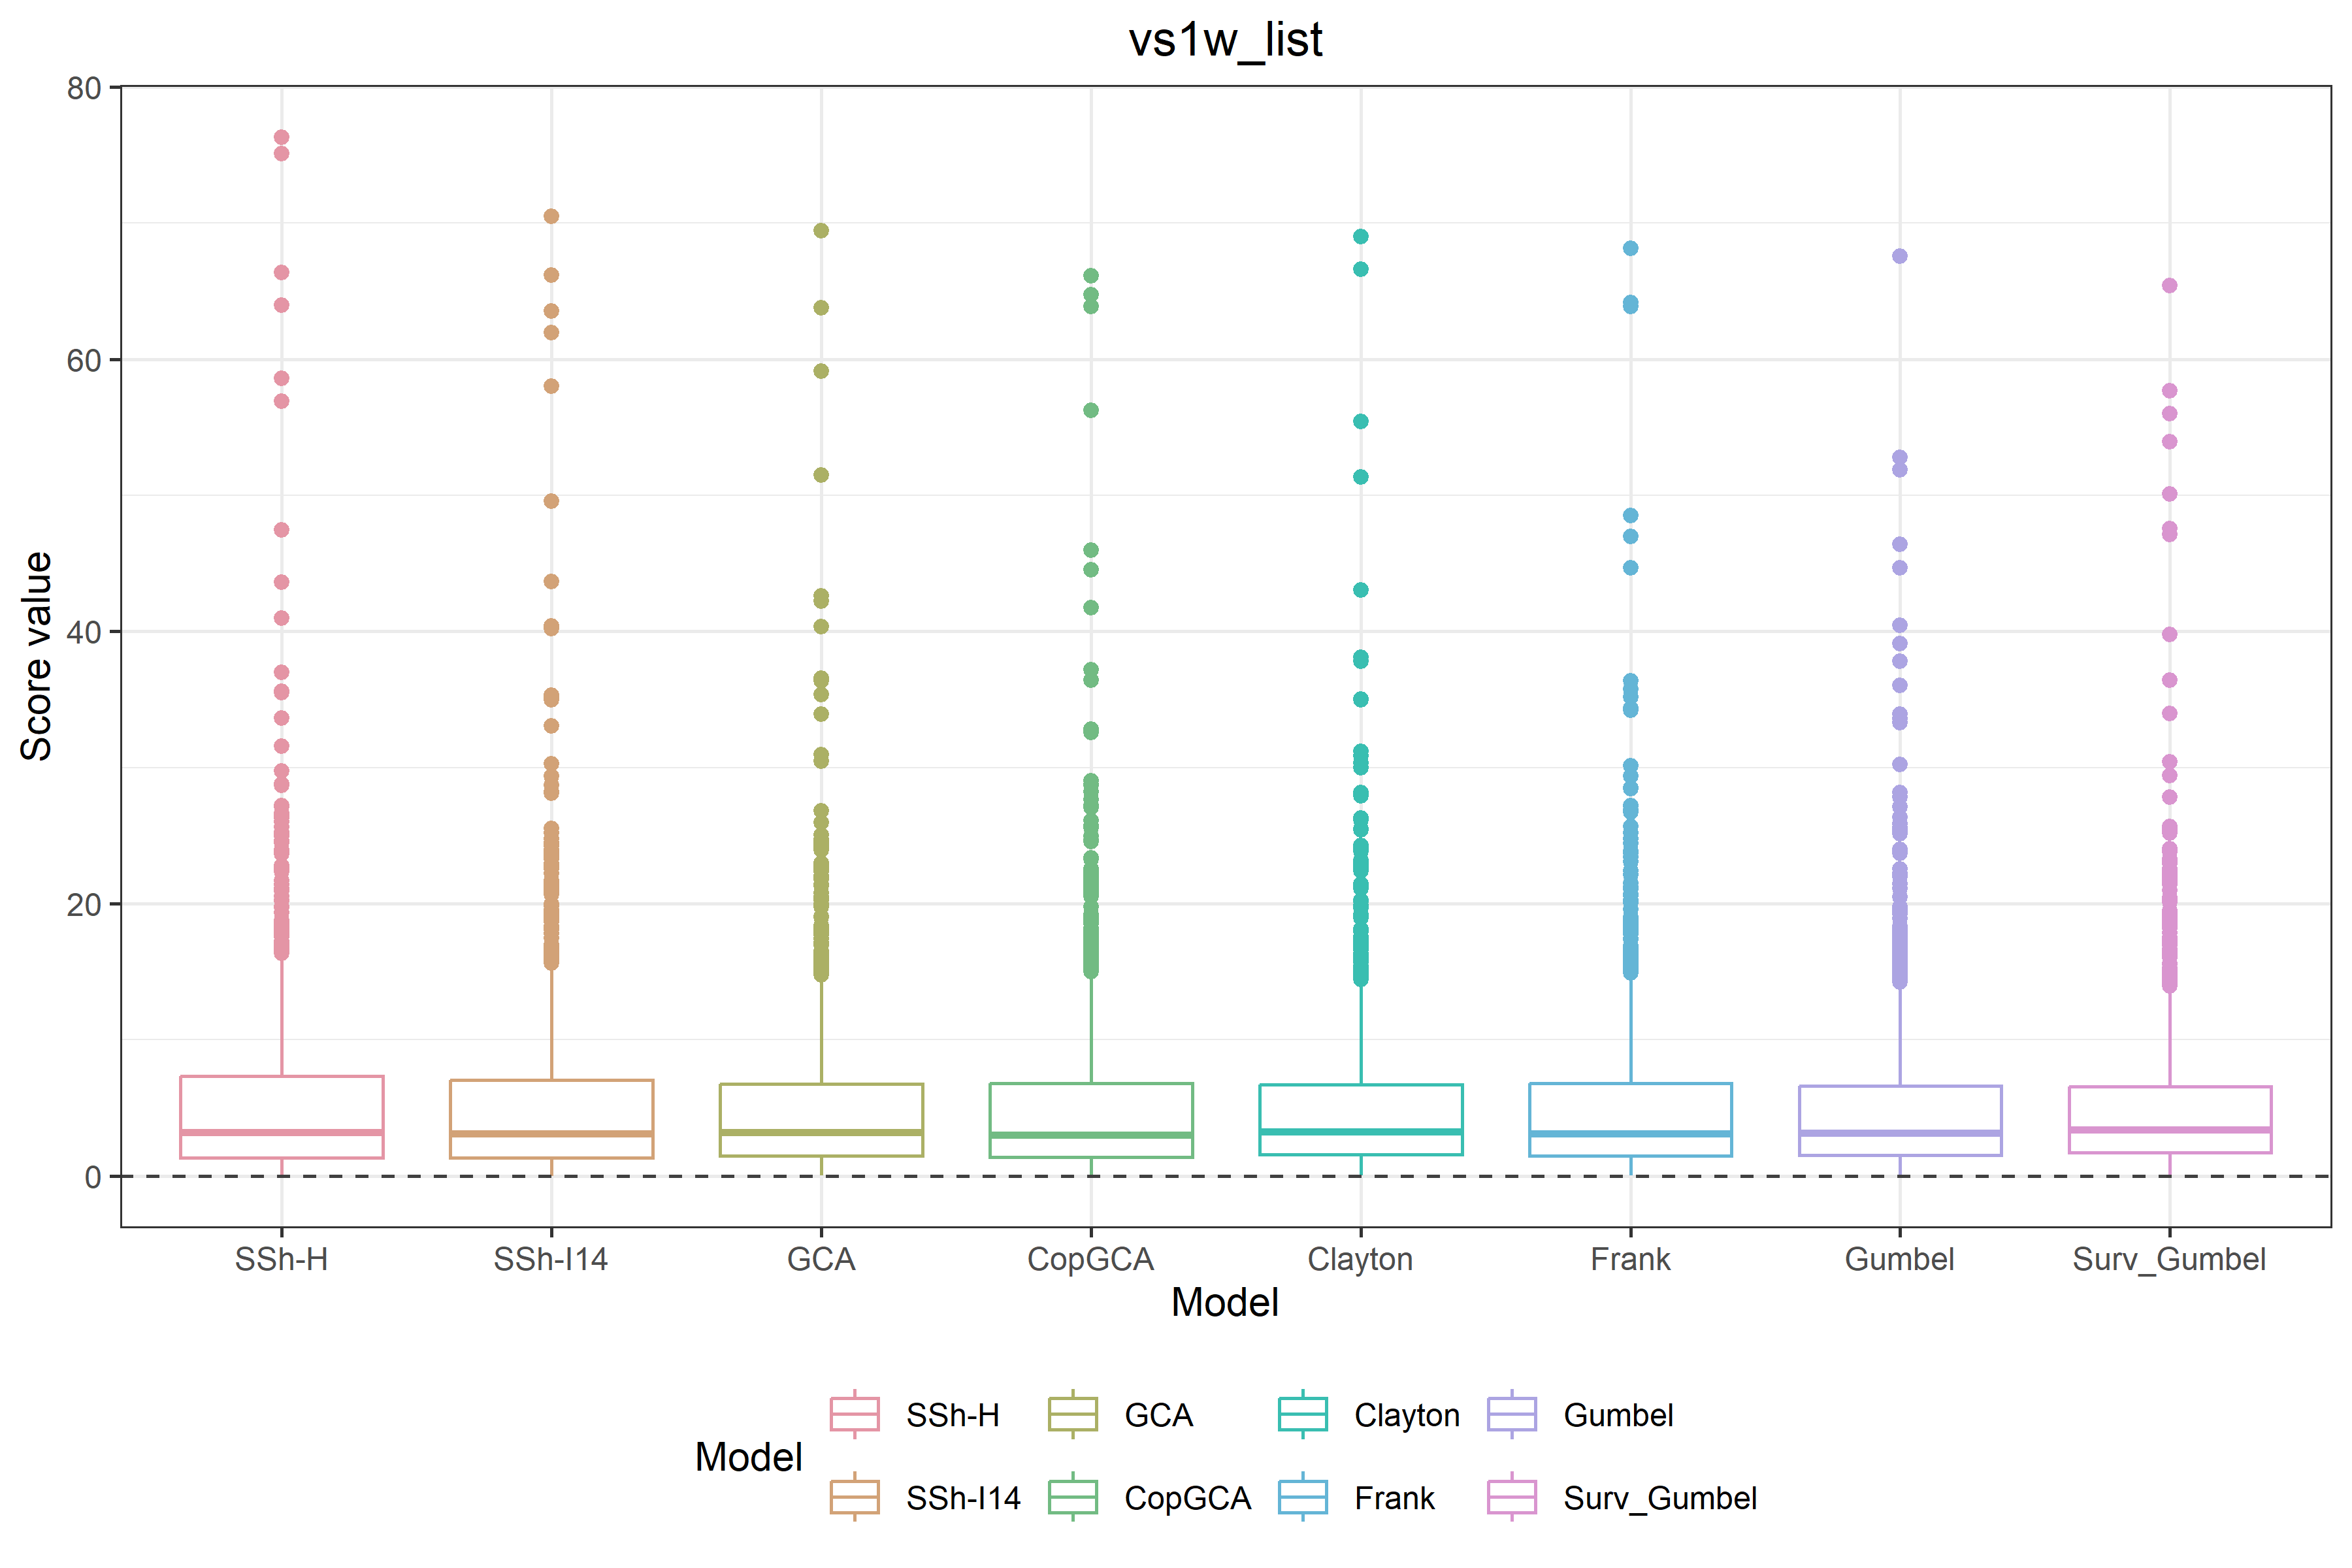 vs1w_list
80
60
40
20
0
Score value
SSh-H SSh-I14 GCA CopGCA Clayton Frank Gumbel Surv_Gumbel
Model
Model
SSh-H GCA Clayton Gumbel
SSh-I14 CopGCA Frank Surv_Gumbel